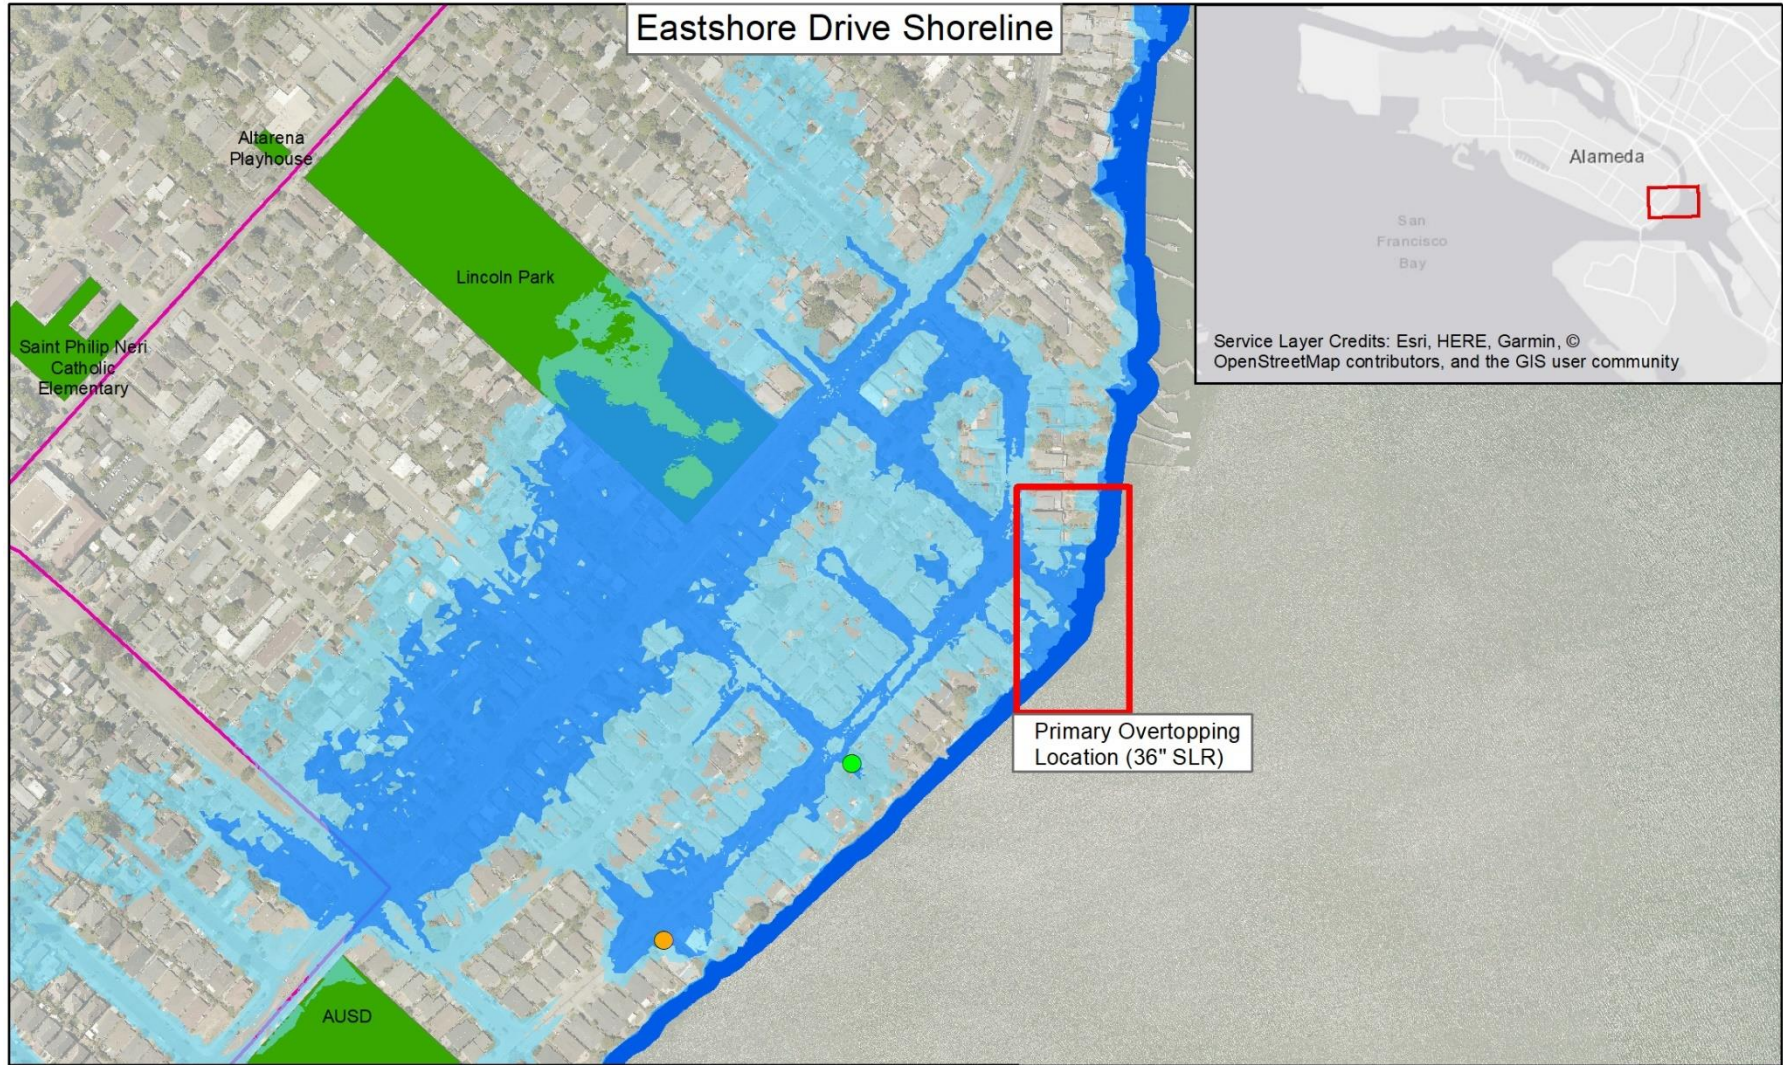 Eastshore Drive Shoreline
Altarena
Playhouse
Lincoln Park
Saint Philip Neri
Catholic
Elementary
AUSD
Primary Overtopping
Location (36" SLR)
Alameda
San
Francisco
Bay
Service Layer Credits: Esri, HERE, Garmin, ©
OpenStreetMap contributors, and the GIS user community